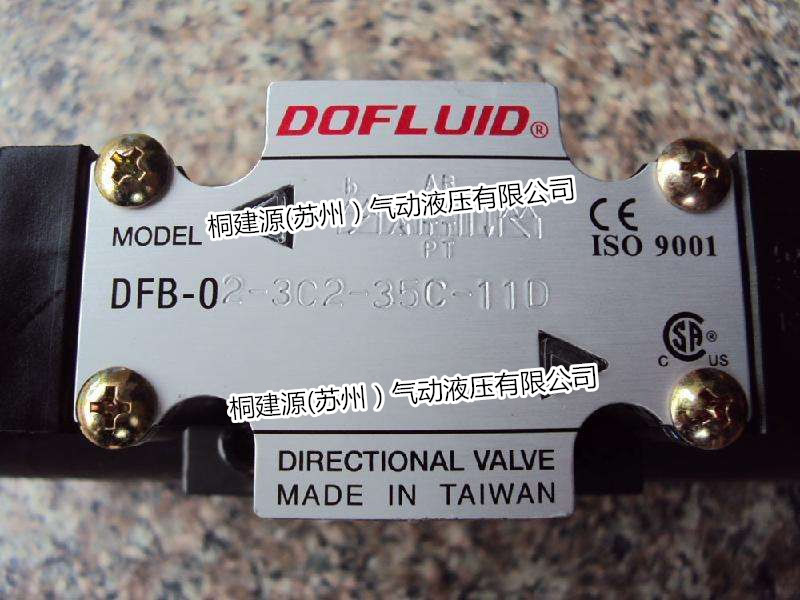 DOFLUID®
b A B
桐建源(苏州）气动液压有限公司
MODEL
P T
CE
ISO 9001
DFB-02-3C2-35C-11D
CSA®
C US
桐建源(苏州）气动液压有限公司
DIRECTIONAL VALVE
MADE IN TAIWAN